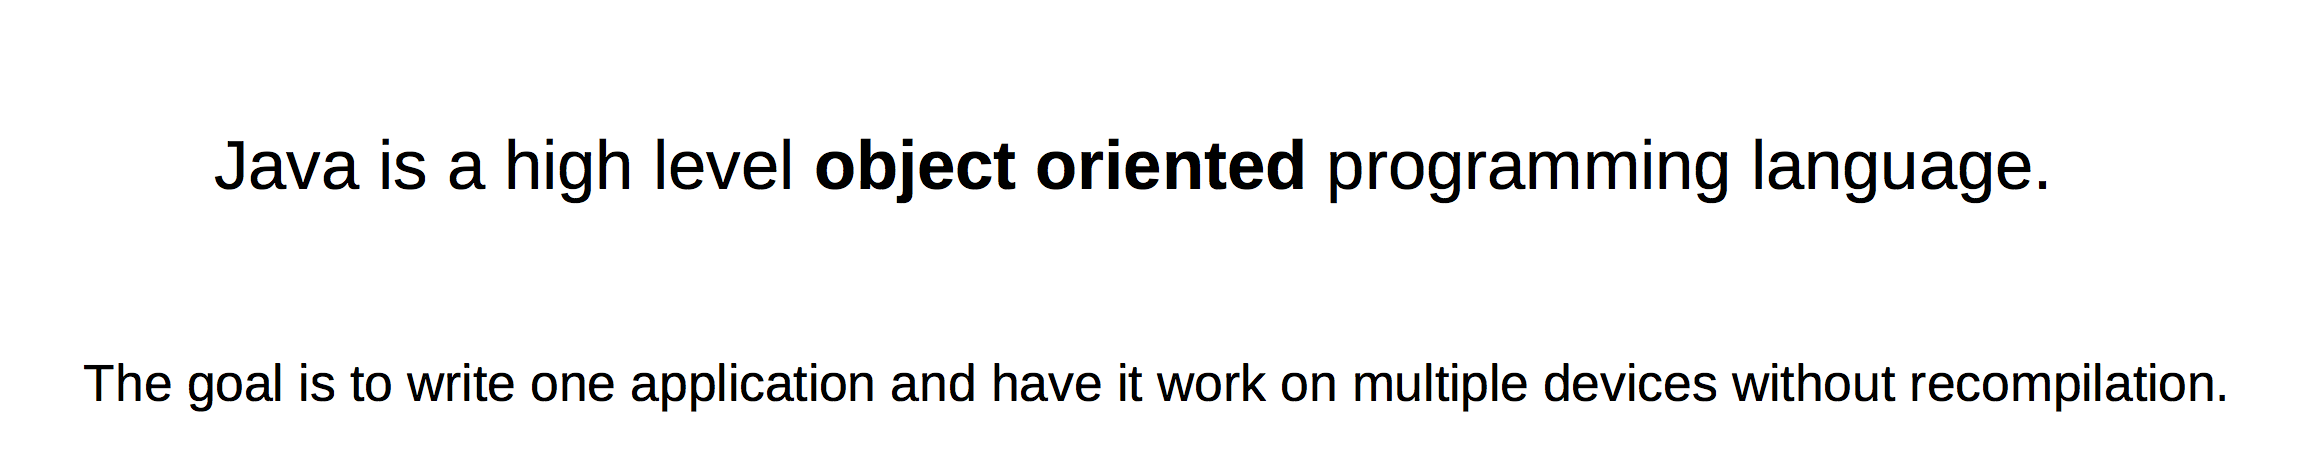 Java is a high level object oriented programming language.
The goal is to write one application and have it work on multiple devices without recompilation.